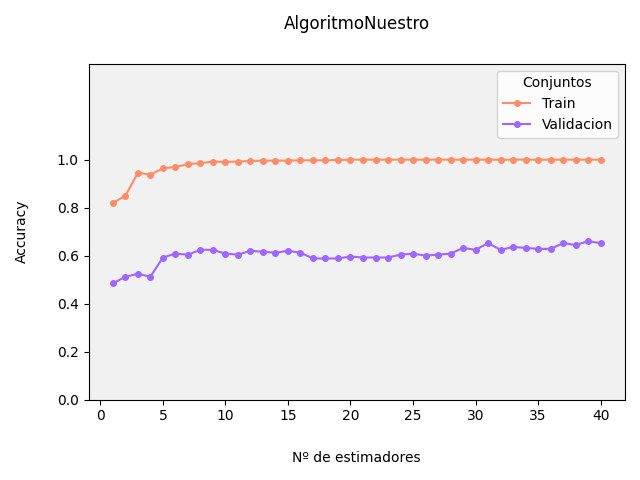 AlgoritmoNuestro
Conjuntos
Train
Validacion
Accuracy
1.0
0.8
0.6
0.4
0.2
0.0
0 5 10 15 20 25 30 35 40
Nº de estimadores